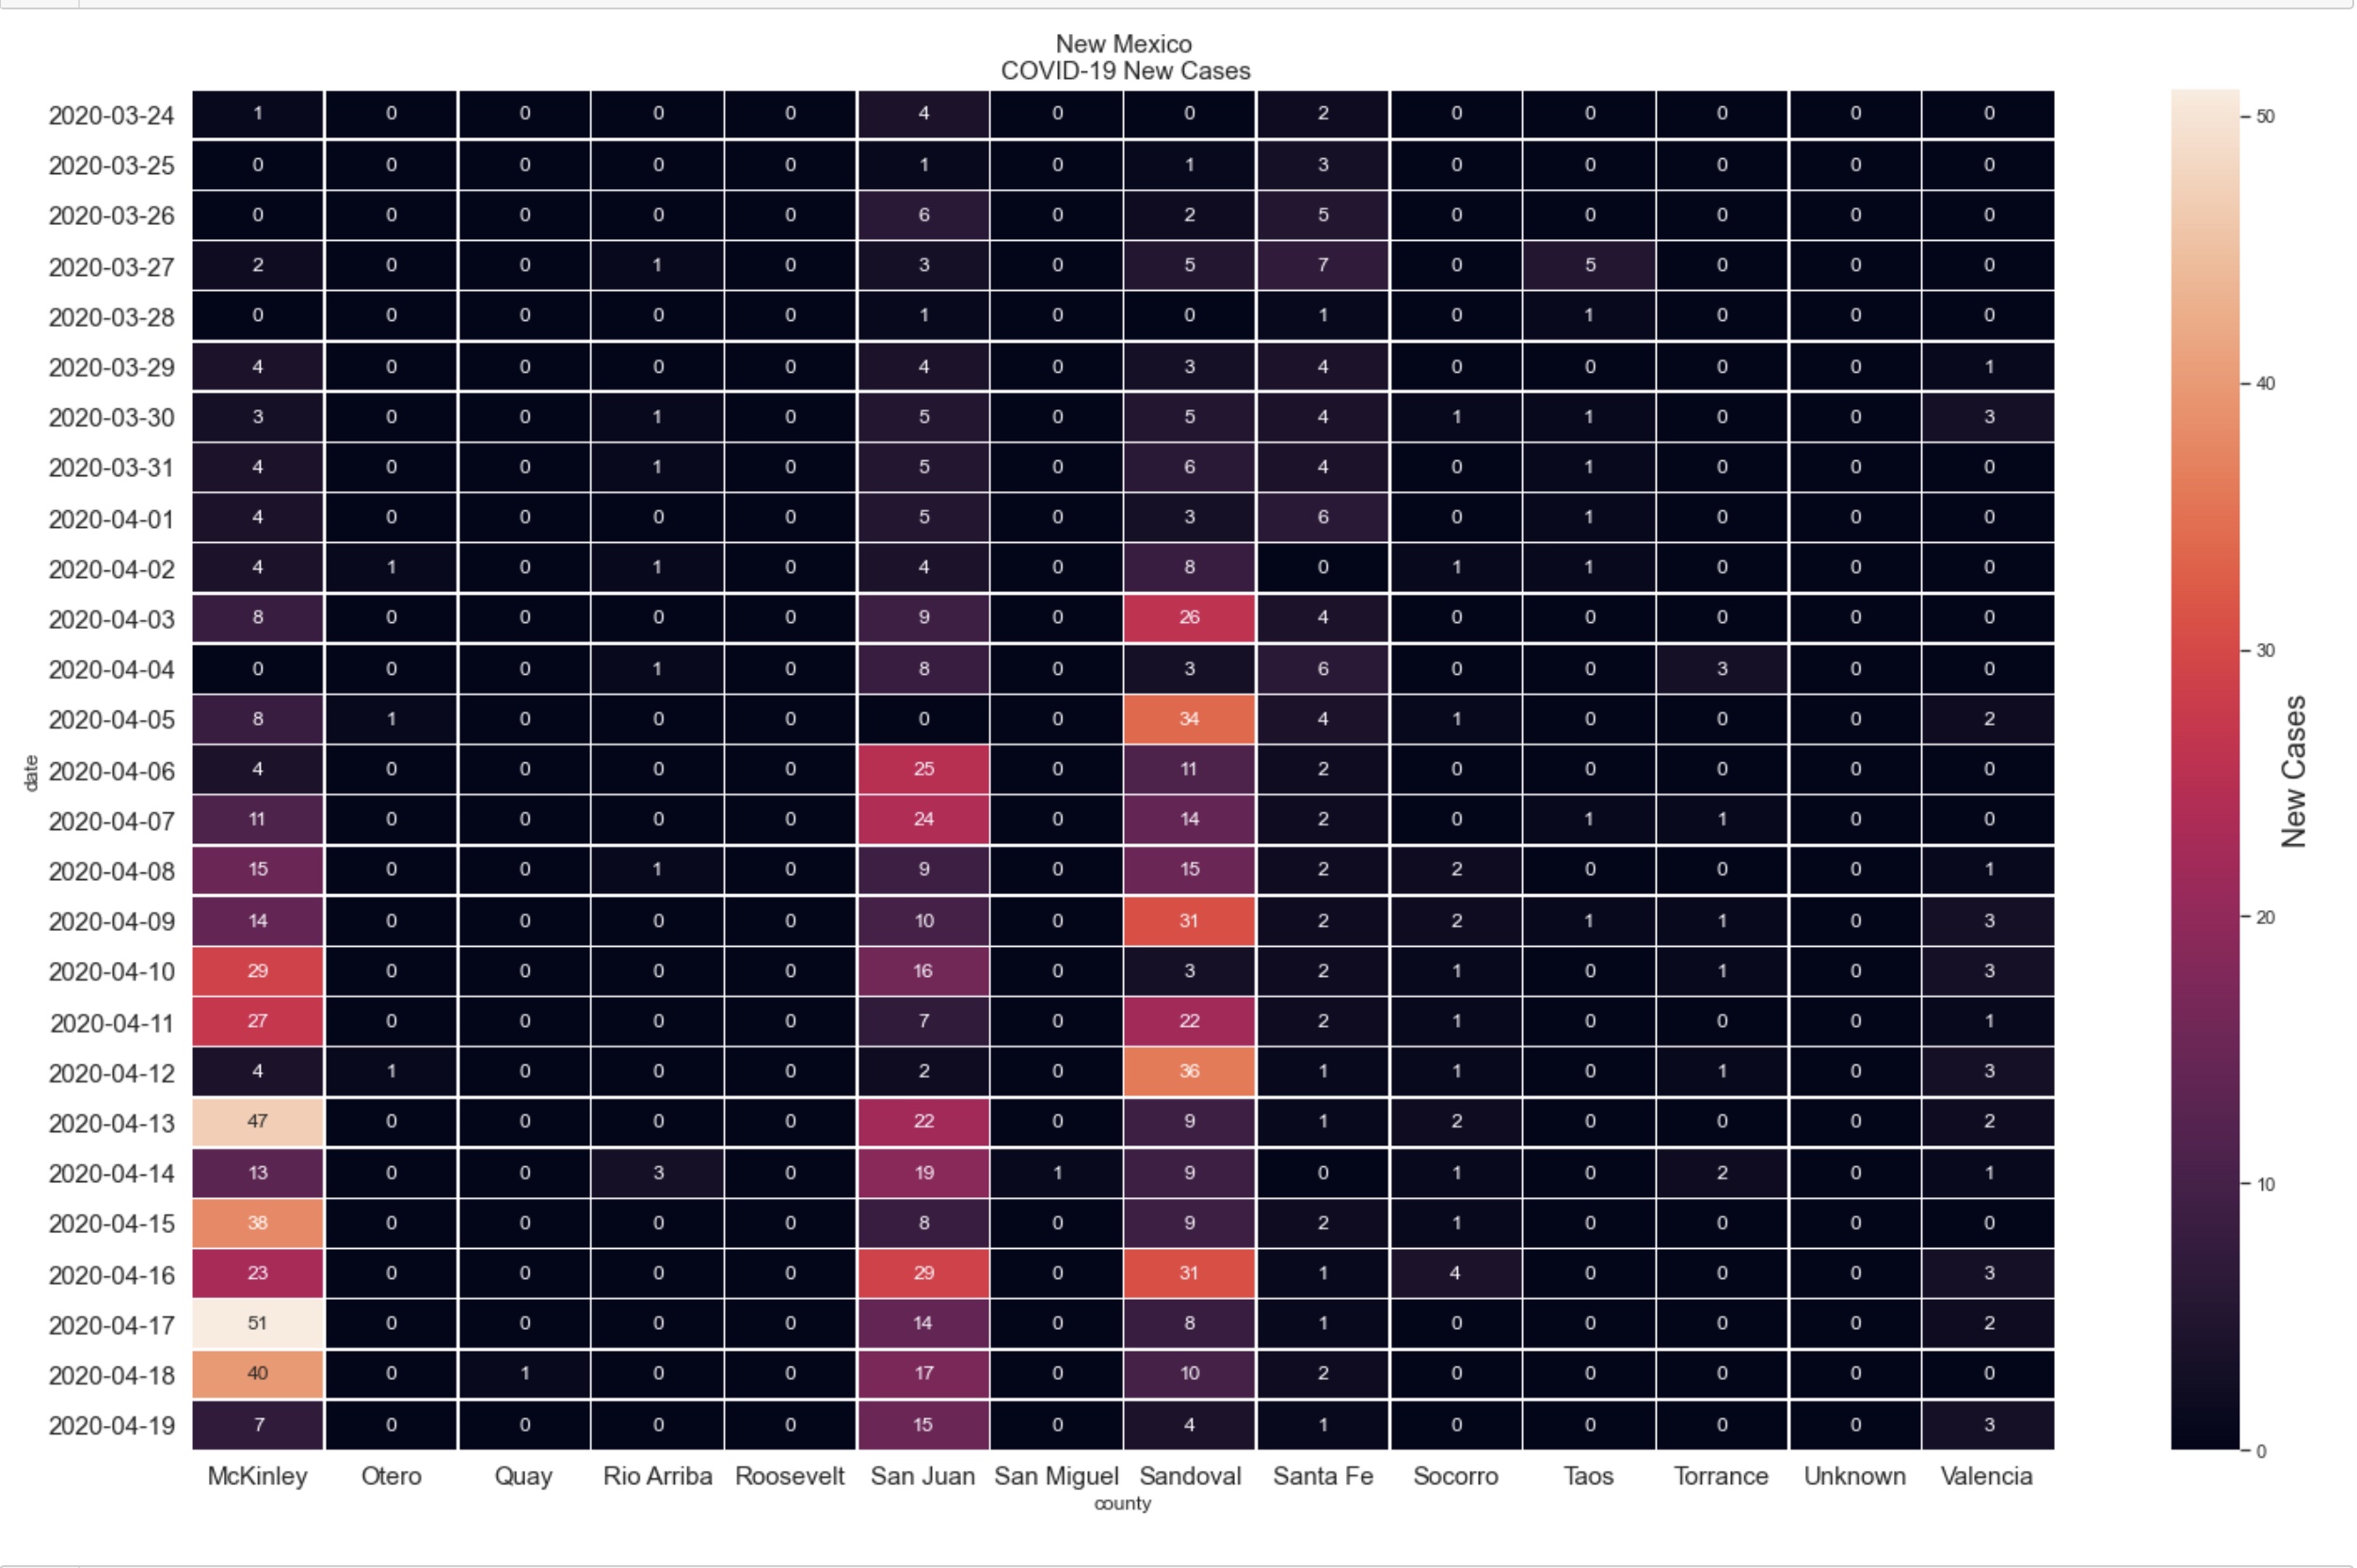 New Mexico
COVID-19 New Cases
2020-03-24 1 0 0 0 0 4 0 0 2 0 0 0 0 0
2020-03-25 0 0 0 0 0 1 0 1 3 0 0 0 0 0
2020-03-26 0 0 0 0 0 6 0 2 5 0 0 0 0 0
2020-03-27 2 0 0 1 0 3 0 5 7 0 5 0 0 0
2020-03-28 0 0 0 0 0 1 0 0 1 0 1 0 0 0
2020-03-29 4 0 0 0 0 4 0 3 4 0 0 0 0 1
2020-03-30 3 0 0 1 0 5 0 5 4 1 1 0 0 3
2020-03-31 4 0 0 1 0 5 0 6 4 0 1 0 0 0
2020-04-01 4 0 0 0 0 5 0 3 6 0 1 0 0 0
2020-04-02 4 1 0 1 0 4 0 8 0 1 1 0 0 0
2020-04-03 8 0 0 0 0 9 0 26 4 0 0 0 0 0
2020-04-04 0 0 0 1 0 8 0 3 6 0 0 3 0 0
2020-04-05 8 1 0 0 0 0 0 34 4 1 0 0 0 2
2020-04-06 4 0 0 0 0 25 0 11 2 0 0 0 0 0
2020-04-07 11 0 0 0 0 24 0 14 2 0 1 1 0 0
2020-04-08 15 0 0 1 0 9 0 15 2 2 0 0 0 1
2020-04-09 14 0 0 0 0 10 0 31 2 2 1 1 0 3
2020-04-10 29 0 0 0 0 16 0 3 2 1 0 1 0 3
2020-04-11 27 0 0 0 0 7 0 22 2 1 0 0 0 1
2020-04-12 4 1 0 0 0 2 0 36 1 1 0 1 0 3
2020-04-13 47 0 0 0 0 22 0 9 1 2 0 0 0 2
2020-04-14 13 0 0 3 0 19 1 9 0 1 0 2 0 1
2020-04-15 38 0 0 0 0 8 0 9 2 1 0 0 0 0
2020-04-16 23 0 0 0 0 29 0 31 1 4 0 0 0 3
2020-04-17 51 0 0 0 0 14 0 8 1 0 0 0 0 2
2020-04-18 40 0 1 0 0 17 0 10 2 0 0 0 0 0
2020-04-19 7 0 0 0 0 15 0 4 1 0 0 0 0 3
McKinley Otero Quay Rio Arriba Roosevelt San Juan San Miguel Sandoval Santa Fe Socorro Taos Torrance Unknown Valencia
county
date
50
40
30
20
10
0
New Cases